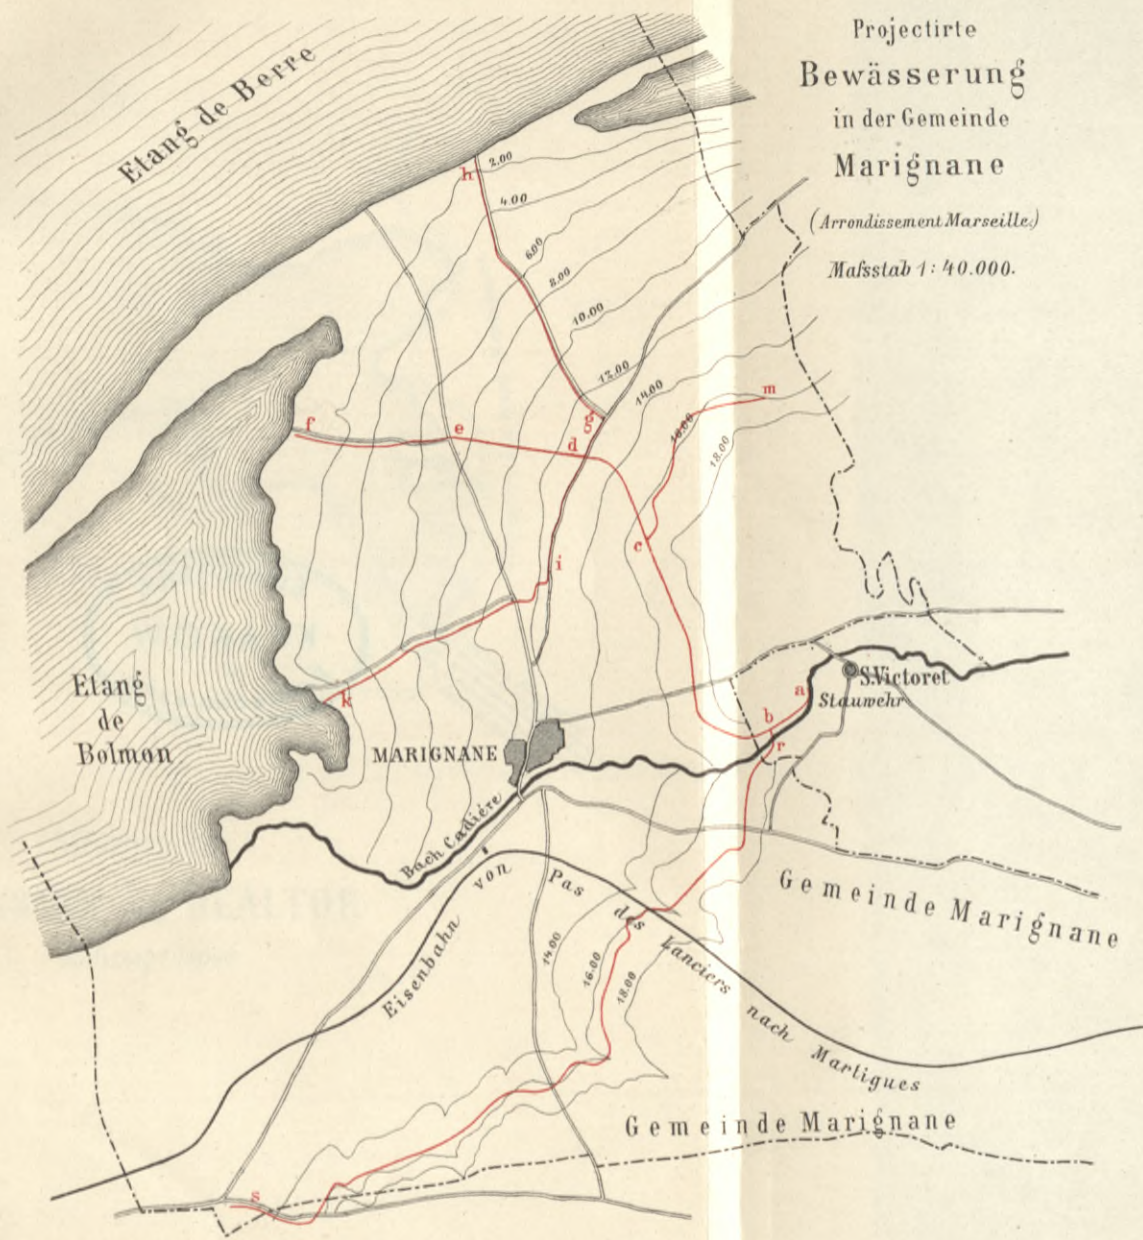 Projectirte
Bewässerung
in der Gemeinde
Marignane
(Arrondissement Marseille.)
Maſsstab 1:40.000.
Etang de Berre
h
2.00
4.00
6.00
8.00
10.00
12.00
14.00
16.00
18.00
m
g
f
e
d
c
i
k
Etang
de
Bolmon
MARIGNANE
S.Victoret
Stauwehr
a
b
r
Bach Cadière
Eisenbahn von Pas des Lanciers nach Martigues
Gemeinde Marignane
14.00
16.00
18.00
Gemeinde Marignane
s